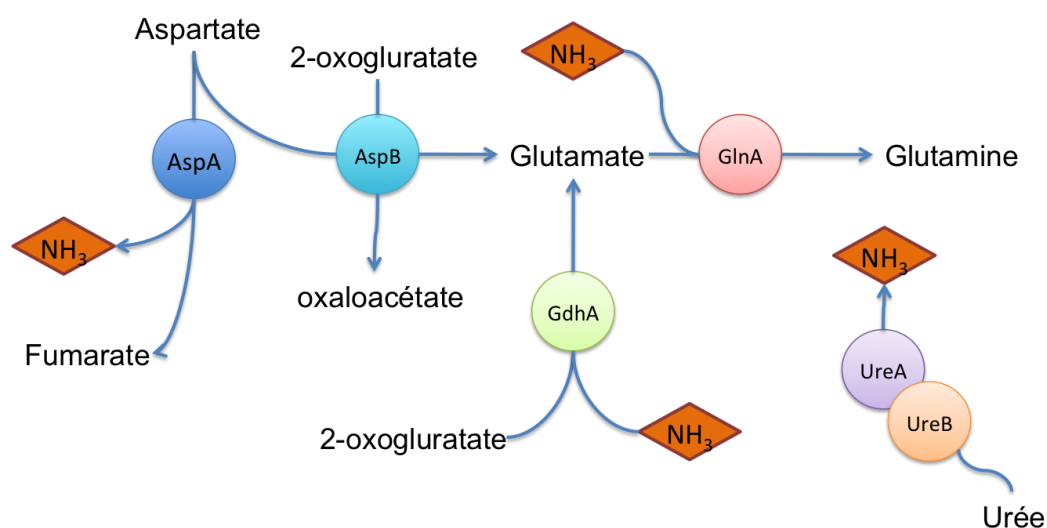 Aspartate
2-oxogluratate
NH3
AspA
AspB
Glutamate
GlnA
Glutamine
NH3
NH3
oxaloacétate
GdhA
Fumarate
UreA
UreB
2-oxogluratate
NH3
Urée